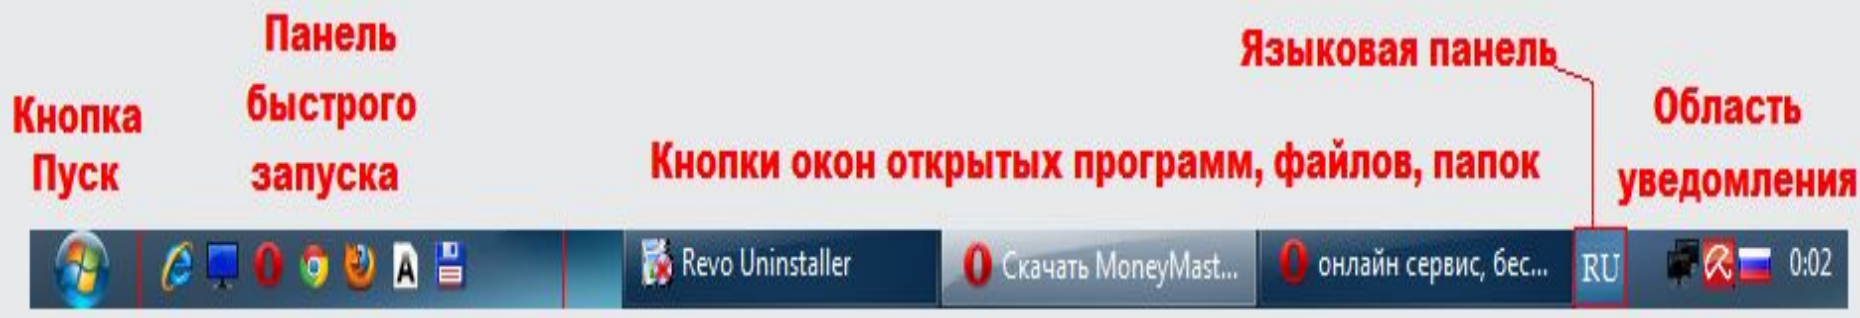 Панель
быстрого
запуска
Языковая панель
Кнопка
Пуск
Область
уведомления
Кнопки окон открытых программ, файлов, папок
Revo Uninstaller
Скачать MoneyMast...
онлайн сервис, бес...
RU
0:02